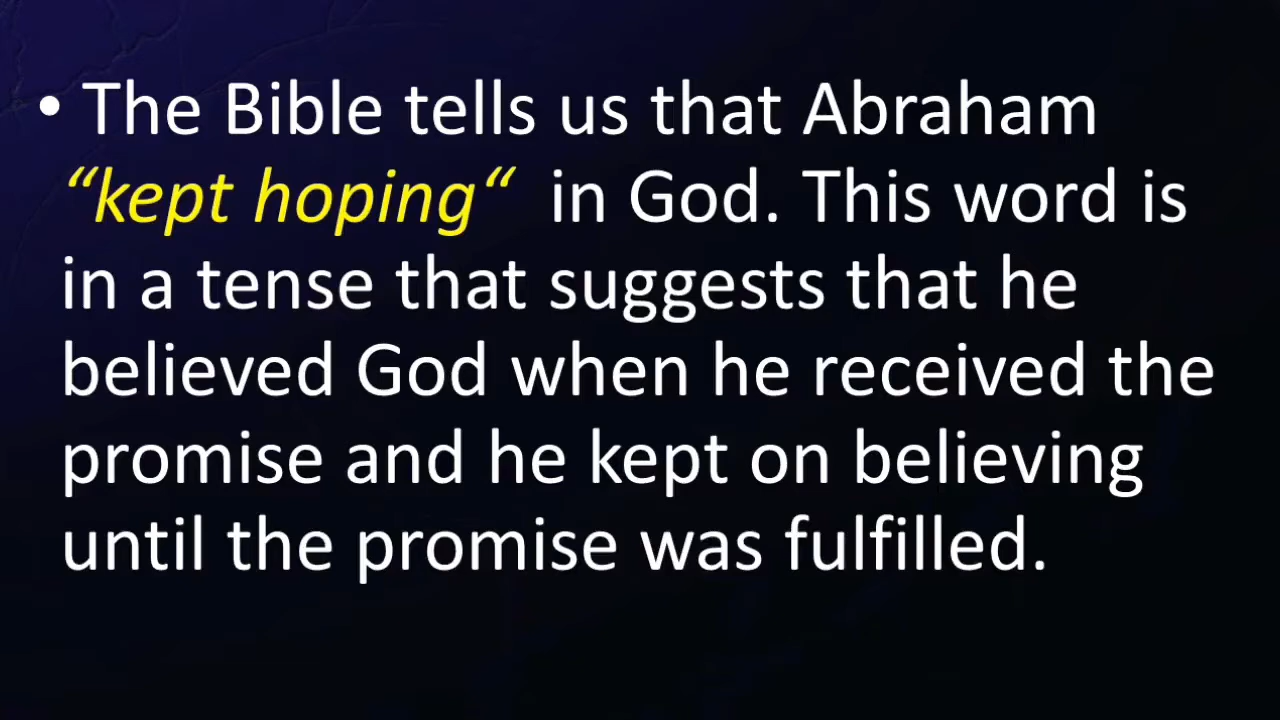 • The Bible tells us that Abraham
“kept hoping“ in God. This word is
in a tense that suggests that he
believed God when he received the
promise and he kept on believing
until the promise was fulfilled.